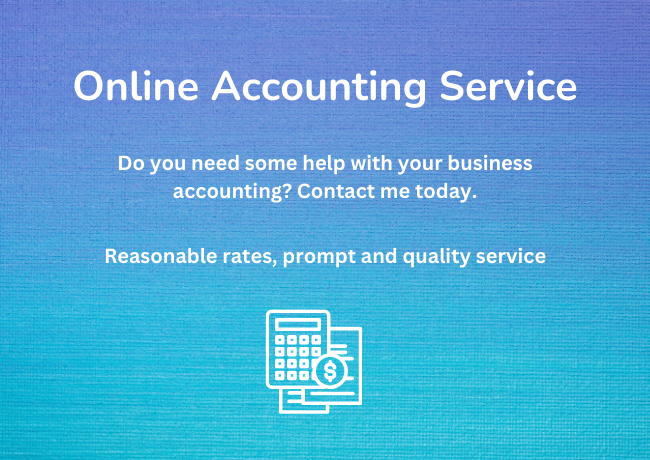 Online Accounting Service
Do you need some help with your business
accounting? Contact me today.
Reasonable rates, prompt and quality service
$